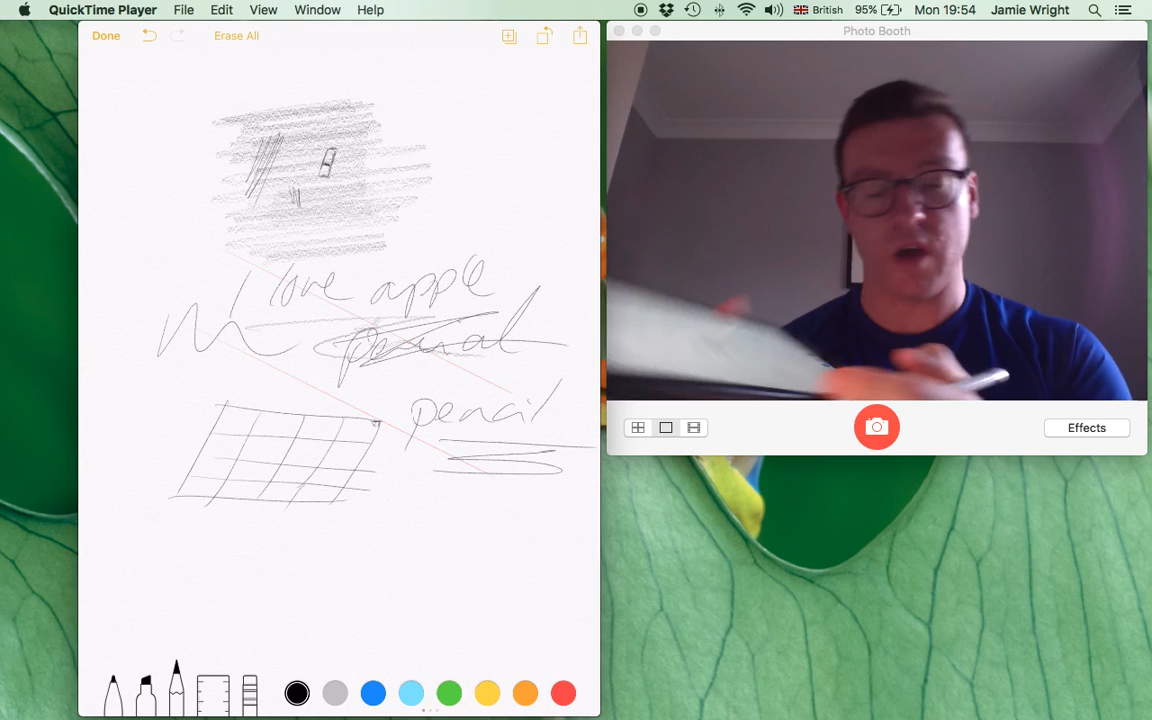 QuickTime Player File Edit View Window Help British 95% Mon 19:54 Jamie Wright
Done Erase All
Photo Booth
I love apple
pencil
Effects